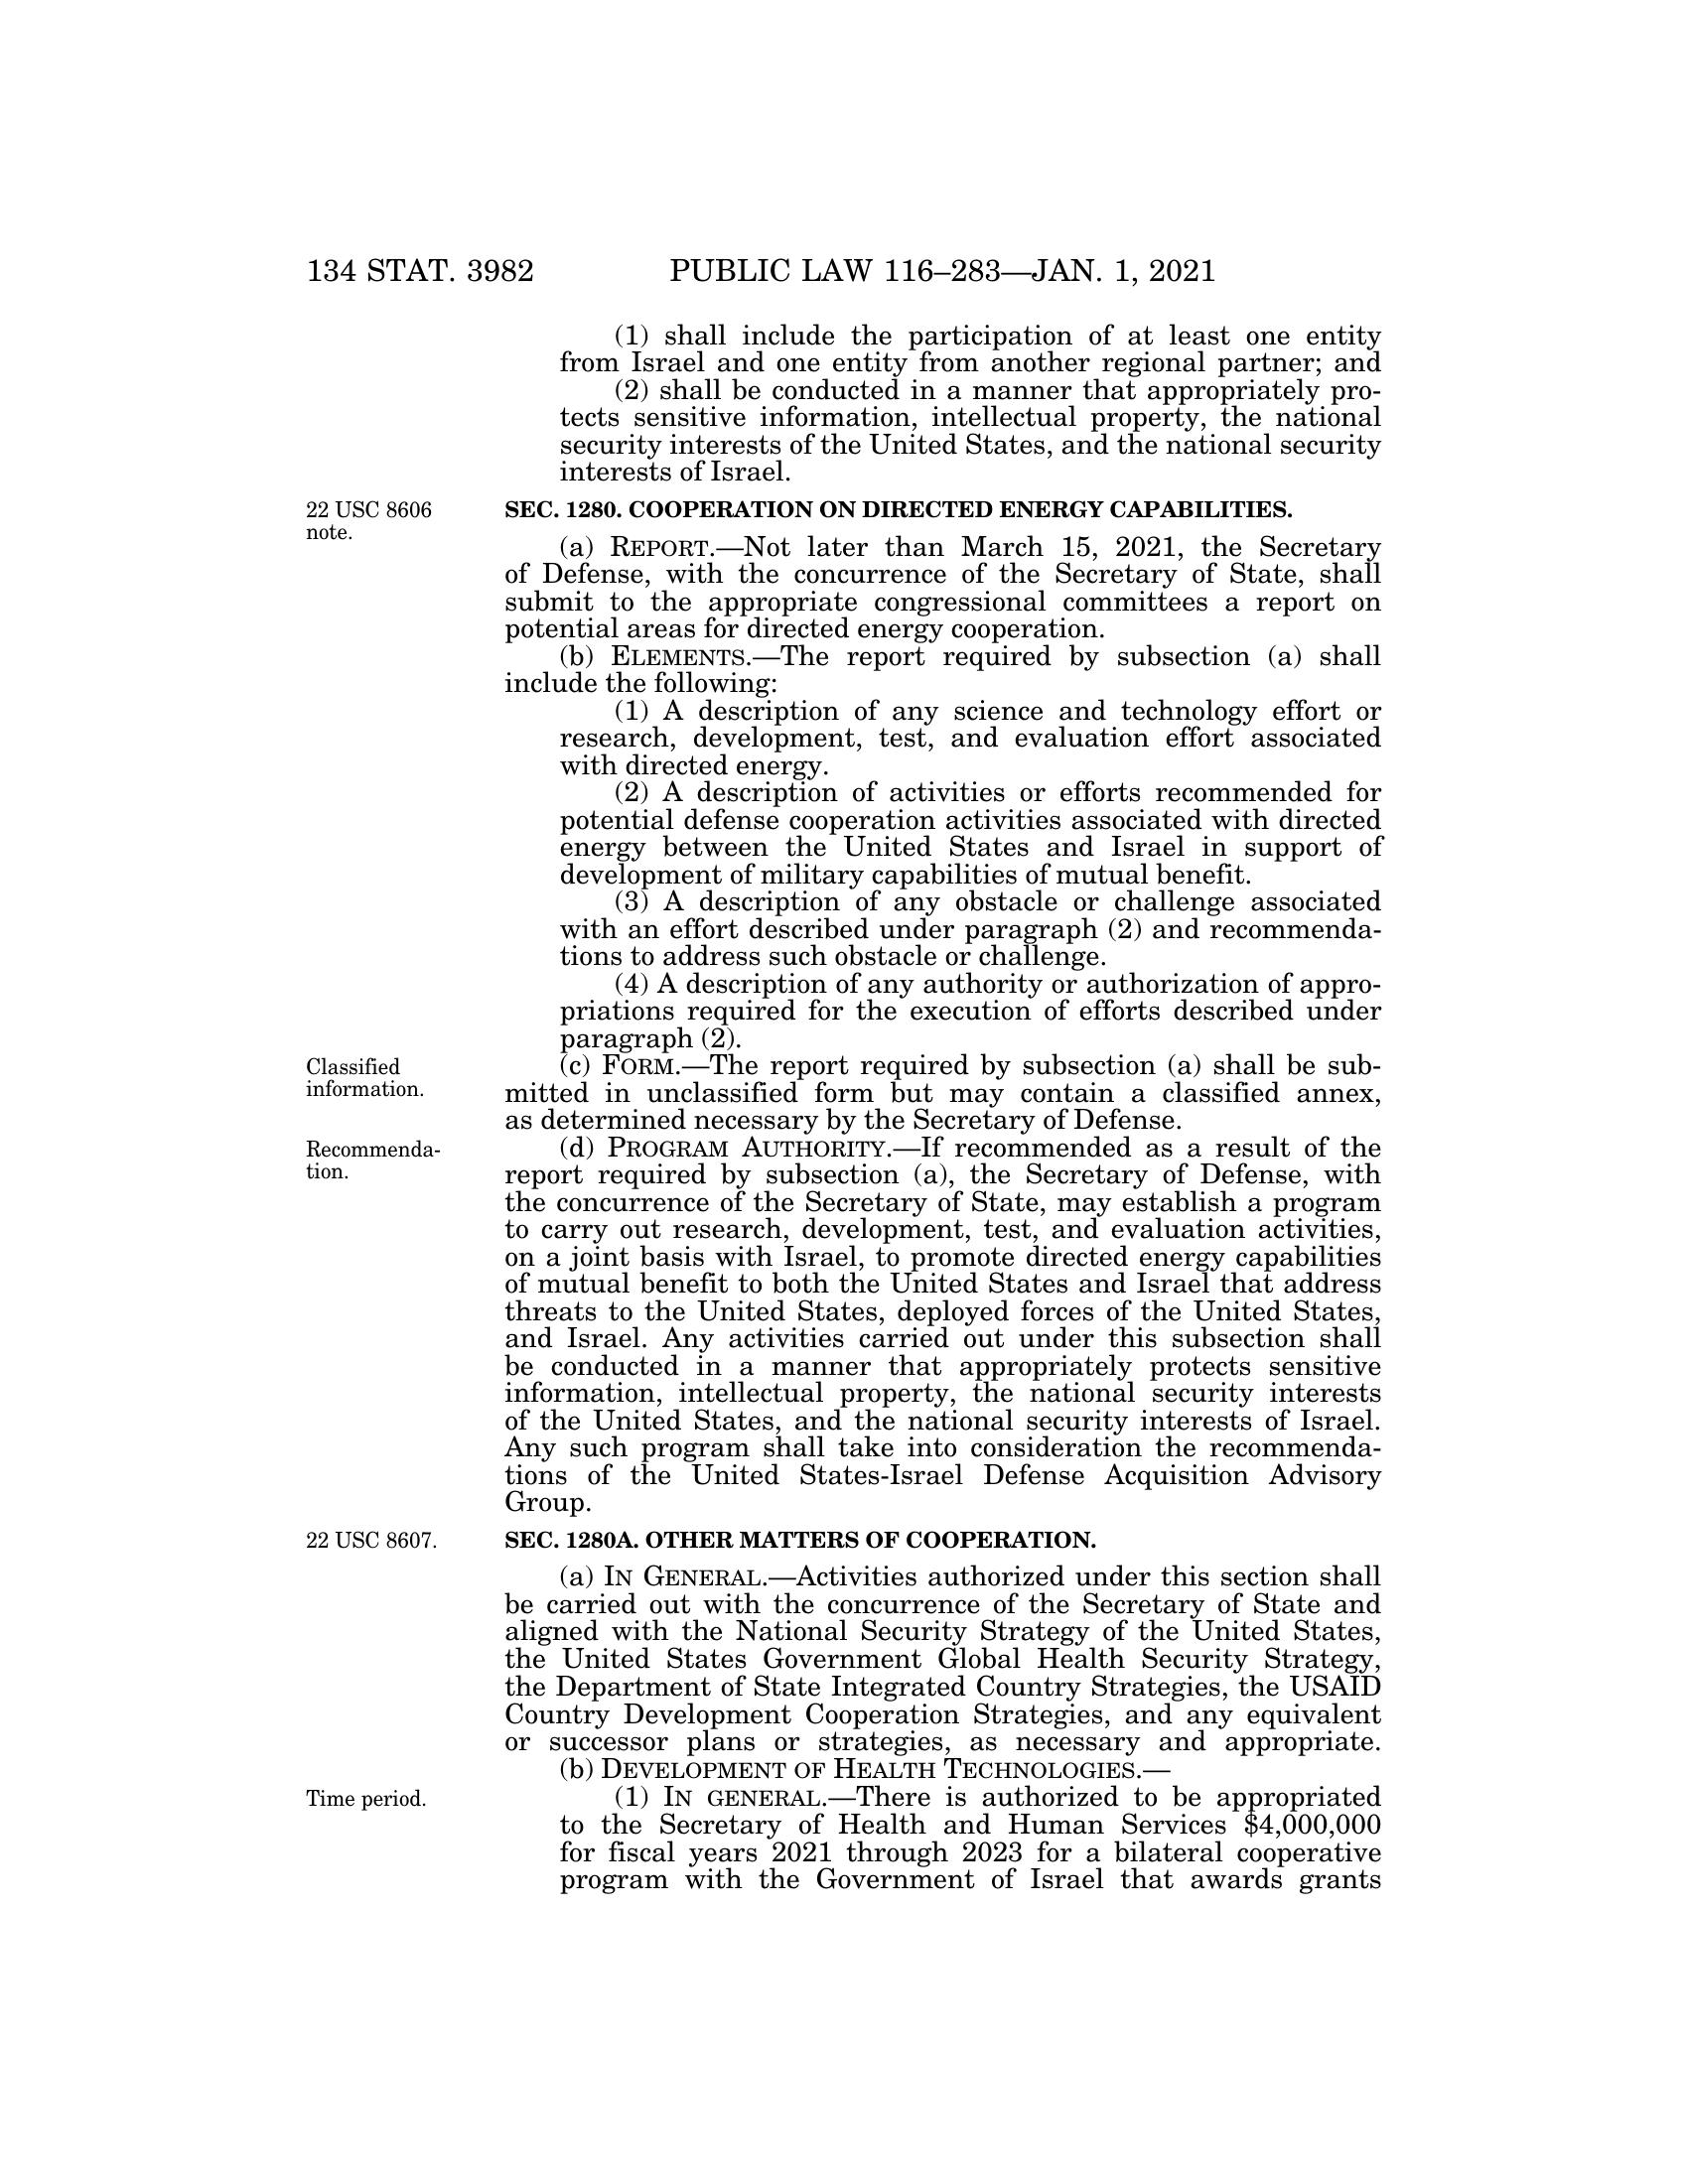 134 STAT. 3982 PUBLIC LAW 116–283—JAN. 1, 2021
(1) shall include the participation of at least one entity
from Israel and one entity from another regional partner; and
(2) shall be conducted in a manner that appropriately pro-
tects sensitive information, intellectual property, the national
security interests of the United States, and the national security
interests of Israel.
22 USC 8606
note.
SEC. 1280. COOPERATION ON DIRECTED ENERGY CAPABILITIES.
(a) REPORT.—Not later than March 15, 2021, the Secretary
of Defense, with the concurrence of the Secretary of State, shall
submit to the appropriate congressional committees a report on
potential areas for directed energy cooperation.
(b) ELEMENTS.—The report required by subsection (a) shall
include the following:
(1) A description of any science and technology effort or
research, development, test, and evaluation effort associated
with directed energy.
(2) A description of activities or efforts recommended for
potential defense cooperation activities associated with directed
energy between the United States and Israel in support of
development of military capabilities of mutual benefit.
(3) A description of any obstacle or challenge associated
with an effort described under paragraph (2) and recommenda-
tions to address such obstacle or challenge.
(4) A description of any authority or authorization of appro-
priations required for the execution of efforts described under
paragraph (2).
Classified
information.
(c) FORM.—The report required by subsection (a) shall be sub-
mitted in unclassified form but may contain a classified annex,
as determined necessary by the Secretary of Defense.
Recommenda-
tion.
(d) PROGRAM AUTHORITY.—If recommended as a result of the
report required by subsection (a), the Secretary of Defense, with
the concurrence of the Secretary of State, may establish a program
to carry out research, development, test, and evaluation activities,
on a joint basis with Israel, to promote directed energy capabilities
of mutual benefit to both the United States and Israel that address
threats to the United States, deployed forces of the United States,
and Israel. Any activities carried out under this subsection shall
be conducted in a manner that appropriately protects sensitive
information, intellectual property, the national security interests
of the United States, and the national security interests of Israel.
Any such program shall take into consideration the recommenda-
tions of the United States-Israel Defense Acquisition Advisory
Group.
22 USC 8607.
SEC. 1280A. OTHER MATTERS OF COOPERATION.
(a) IN GENERAL.—Activities authorized under this section shall
be carried out with the concurrence of the Secretary of State and
aligned with the National Security Strategy of the United States,
the United States Government Global Health Security Strategy,
the Department of State Integrated Country Strategies, the USAID
Country Development Cooperation Strategies, and any equivalent
or successor plans or strategies, as necessary and appropriate.
(b) DEVELOPMENT OF HEALTH TECHNOLOGIES.—
Time period.
(1) IN GENERAL.—There is authorized to be appropriated
to the Secretary of Health and Human Services $4,000,000
for fiscal years 2021 through 2023 for a bilateral cooperative
program with the Government of Israel that awards grants